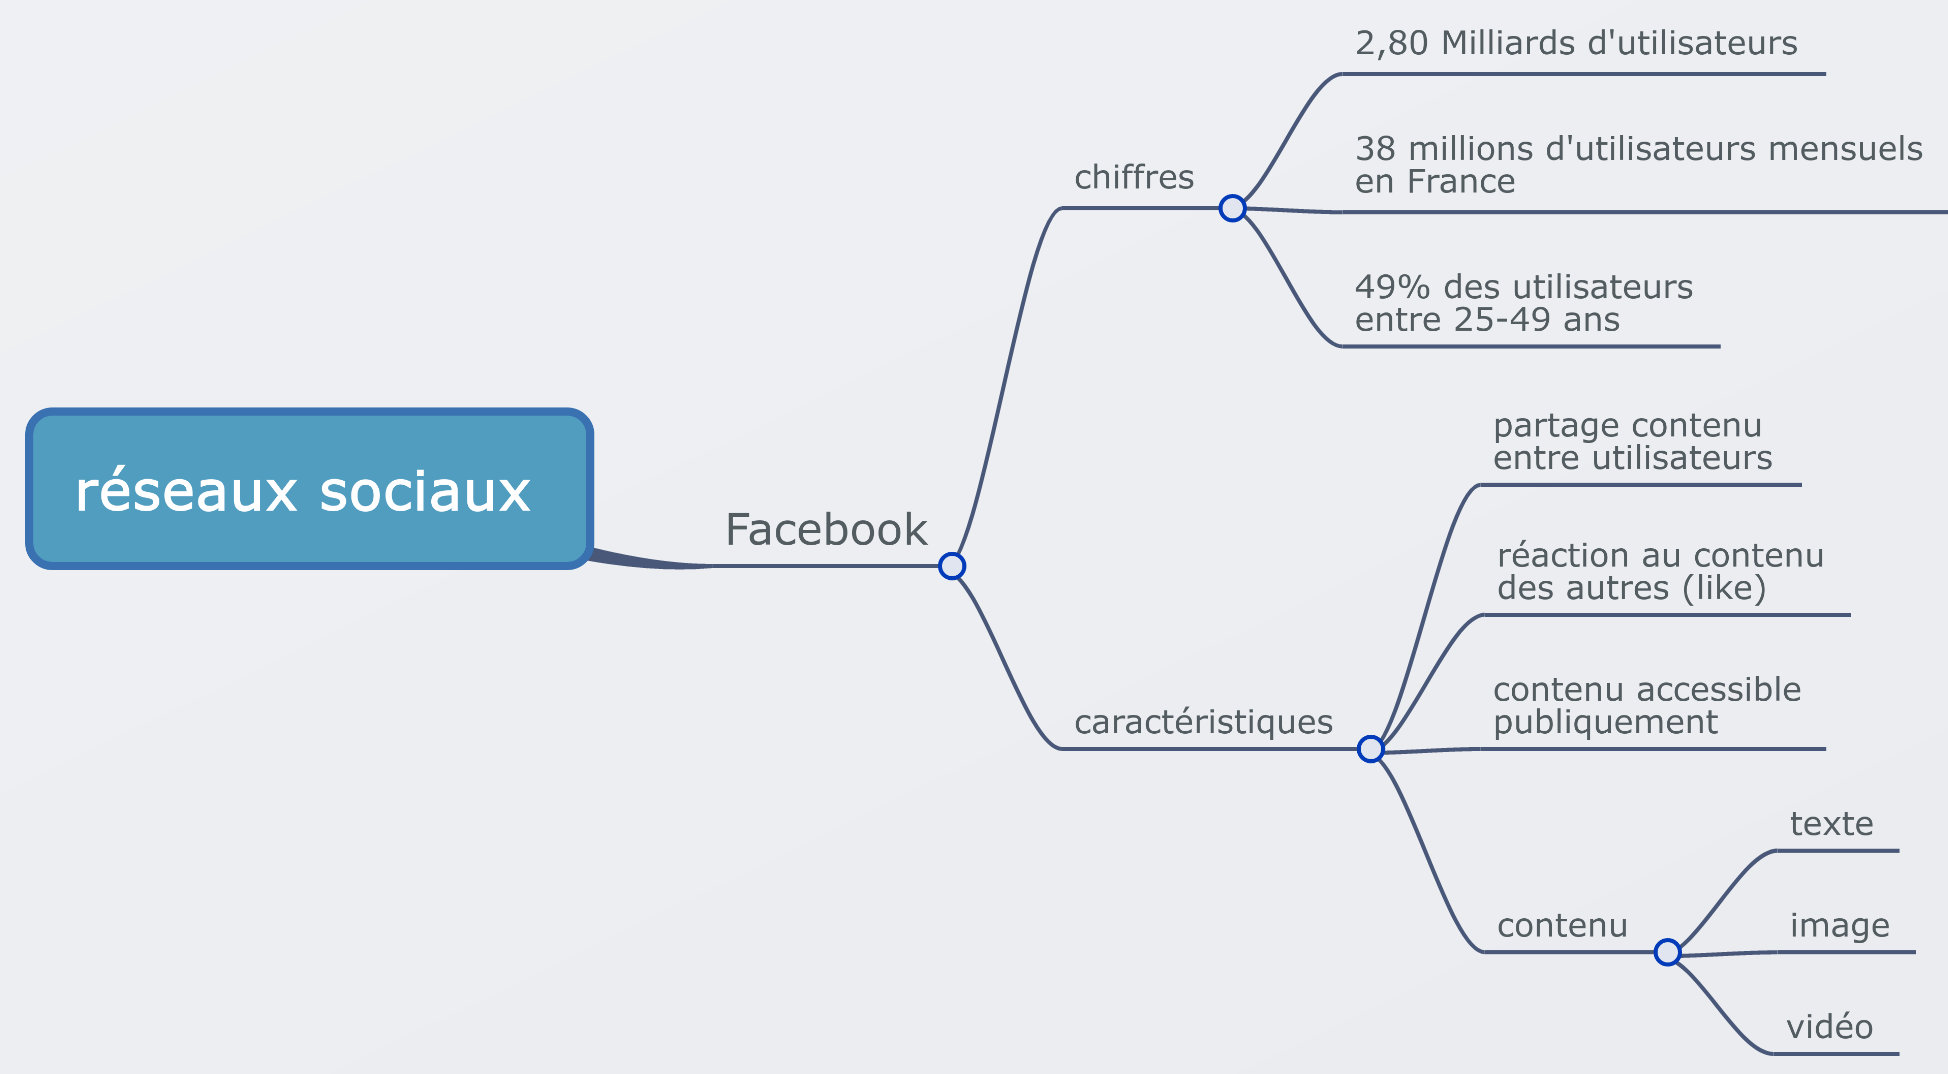 réseaux sociaux
Facebook
chiffres
2,80 Milliards d'utilisateurs
38 millions d'utilisateurs mensuels
en France
49% des utilisateurs
entre 25-49 ans
caractéristiques
partage contenu
entre utilisateurs
réaction au contenu
des autres (like)
contenu accessible
publiquement
contenu
texte
image
vidéo